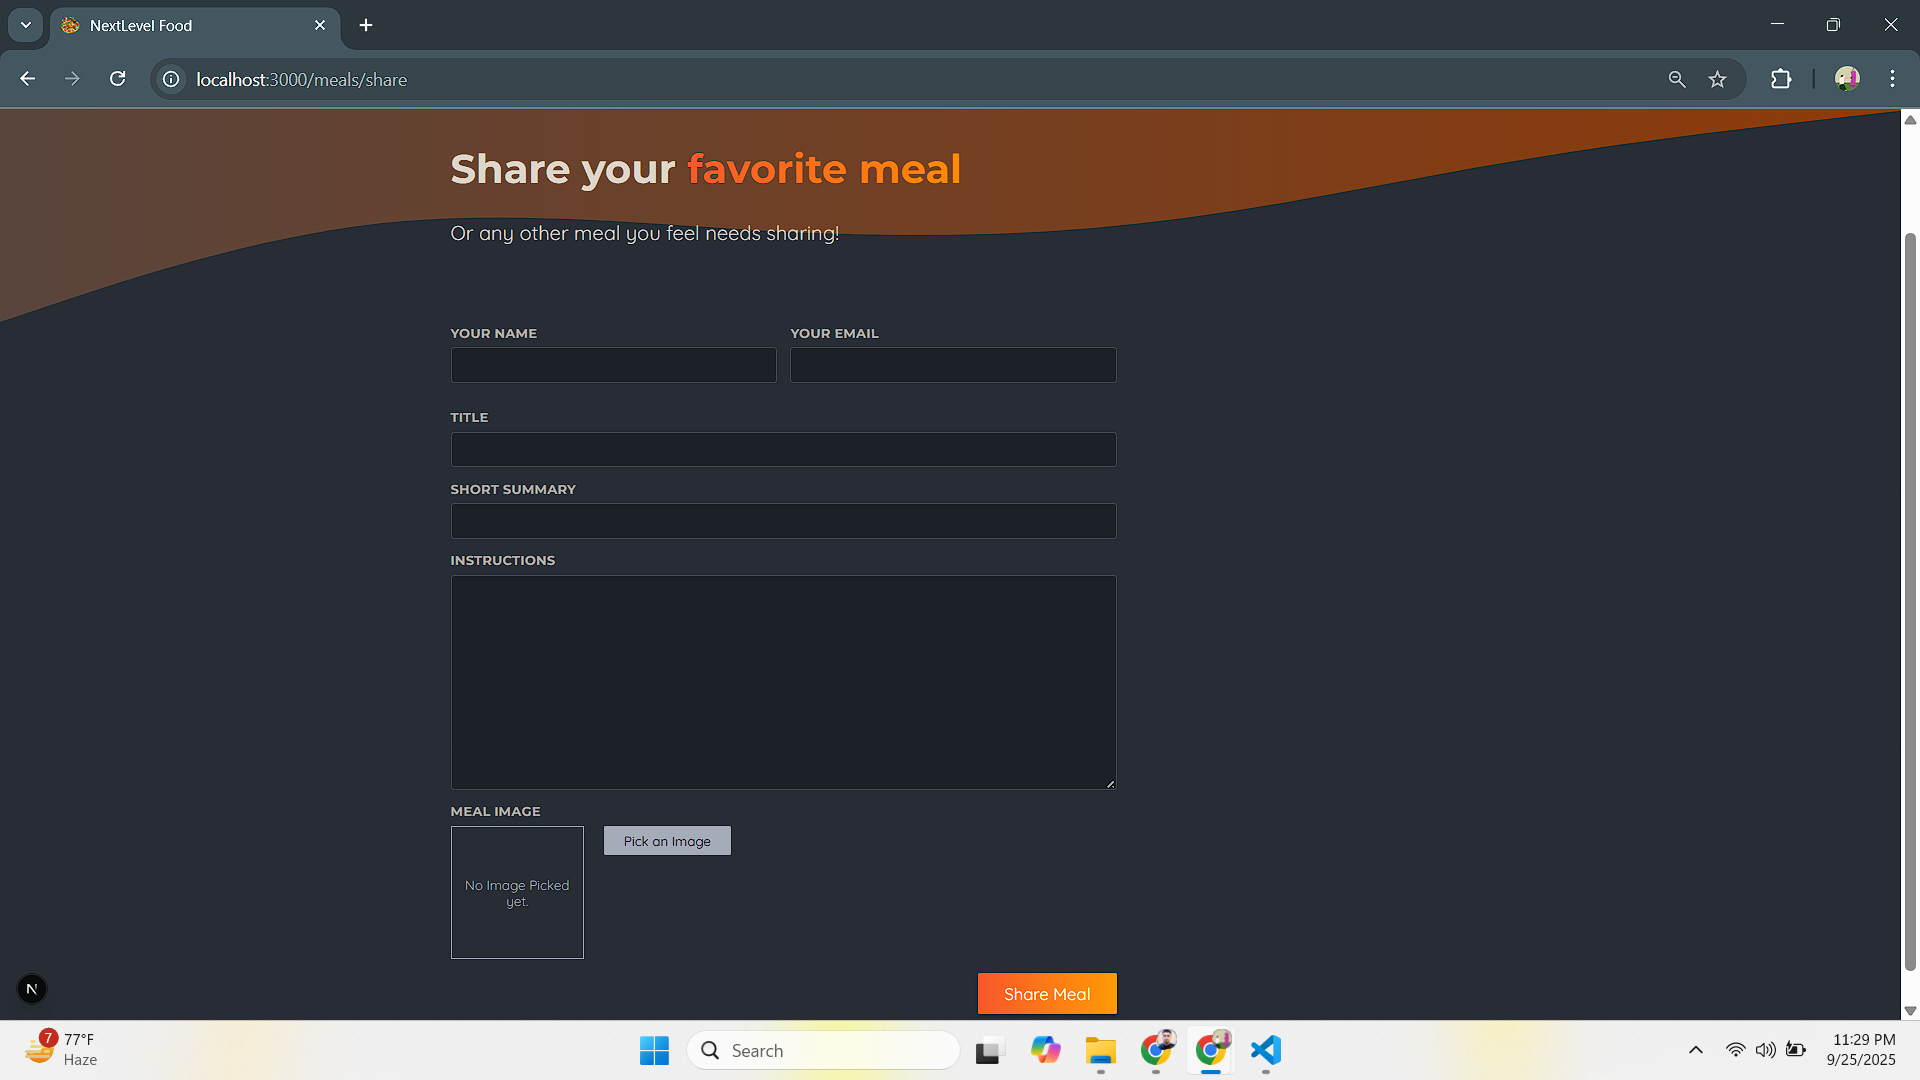 NextLevel Food
localhost:3000/meals/share
Share your favorite meal
Or any other meal you feel needs sharing!
YOUR NAME
YOUR EMAIL
TITLE
SHORT SUMMARY
INSTRUCTIONS
MEAL IMAGE
No Image Picked
yet.
Pick an Image
Share Meal
N
7
77°F
Haze
Search
11:29 PM
9/25/2025